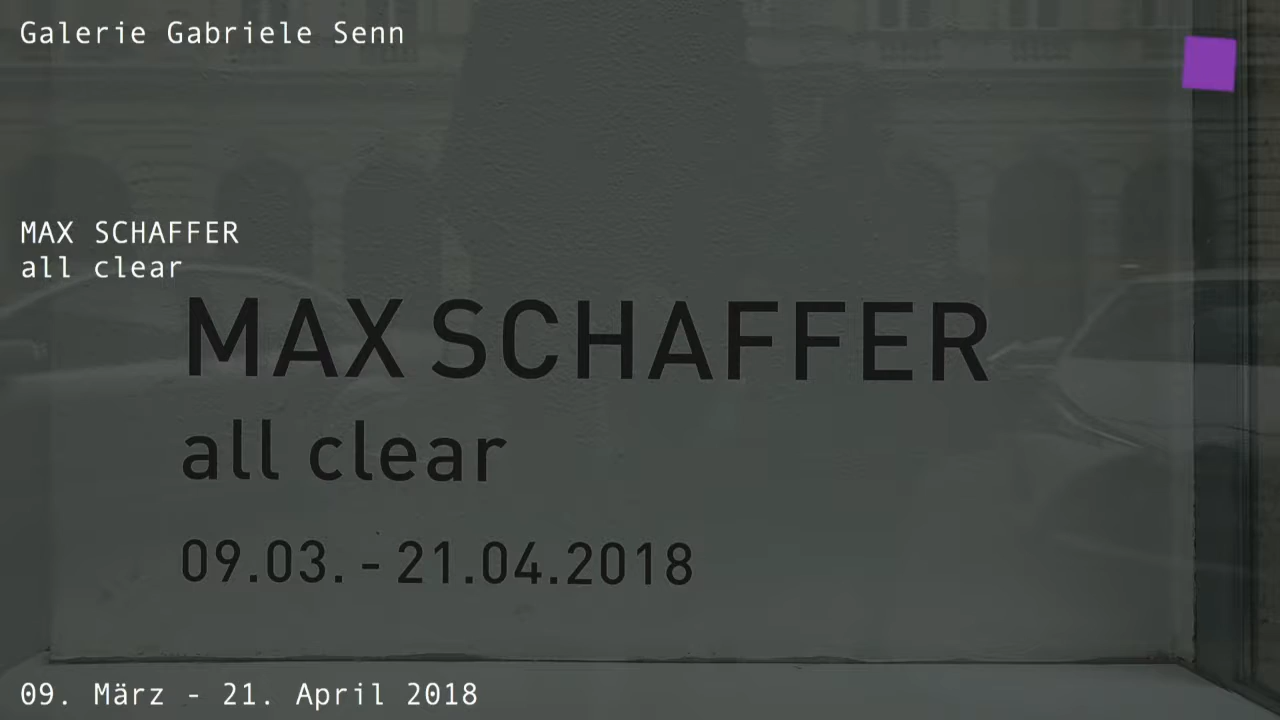 Galerie Gabriele Senn
MAX SCHAFFER
all clear
MAX SCHAFFER
all clear
09.03. - 21.04.2018
09. März - 21. April 2018